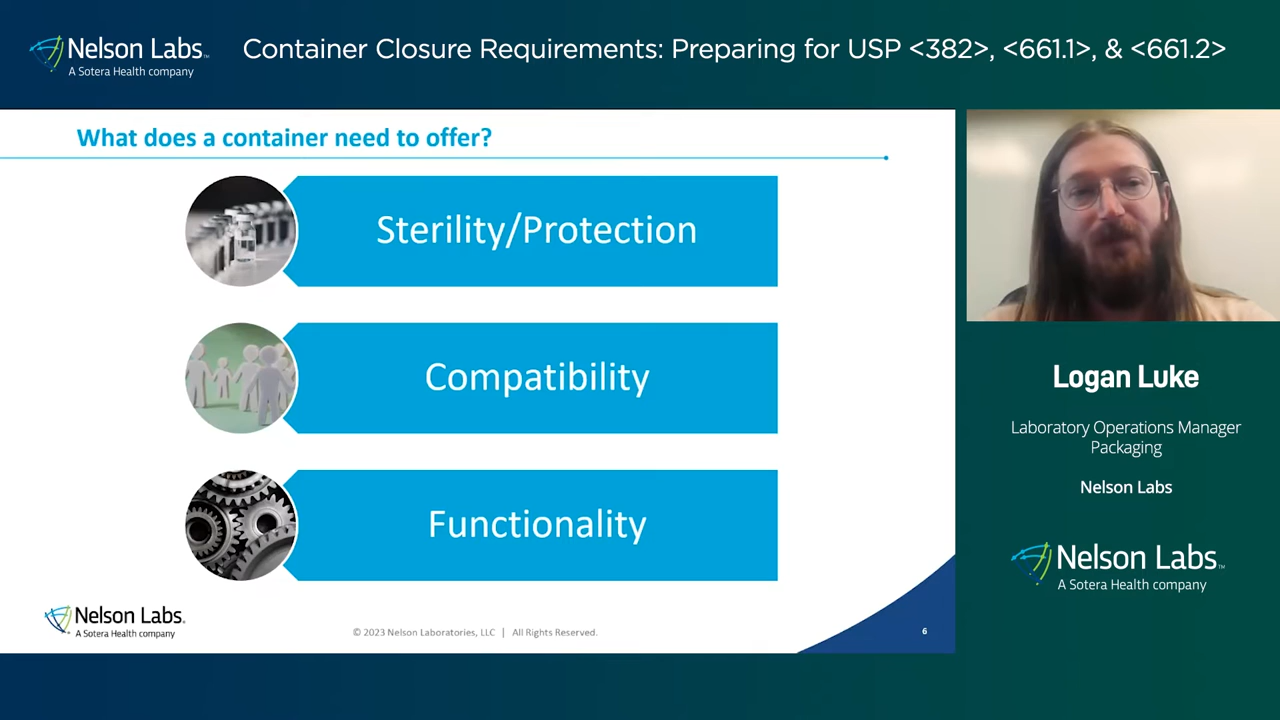 Nelson Labs™
A Sotera Health company
Container Closure Requirements: Preparing for USP <382>, <661.1>, & <661.2>
What does a container need to offer?
Sterility/Protection
Compatibility
Functionality
Nelson Labs.
A Sotera Health company
© 2023 Nelson Laboratories, LLC | All Rights Reserved.
6
Logan Luke
Laboratory Operations Manager
Packaging
Nelson Labs
Nelson Labs™
A Sotera Health company